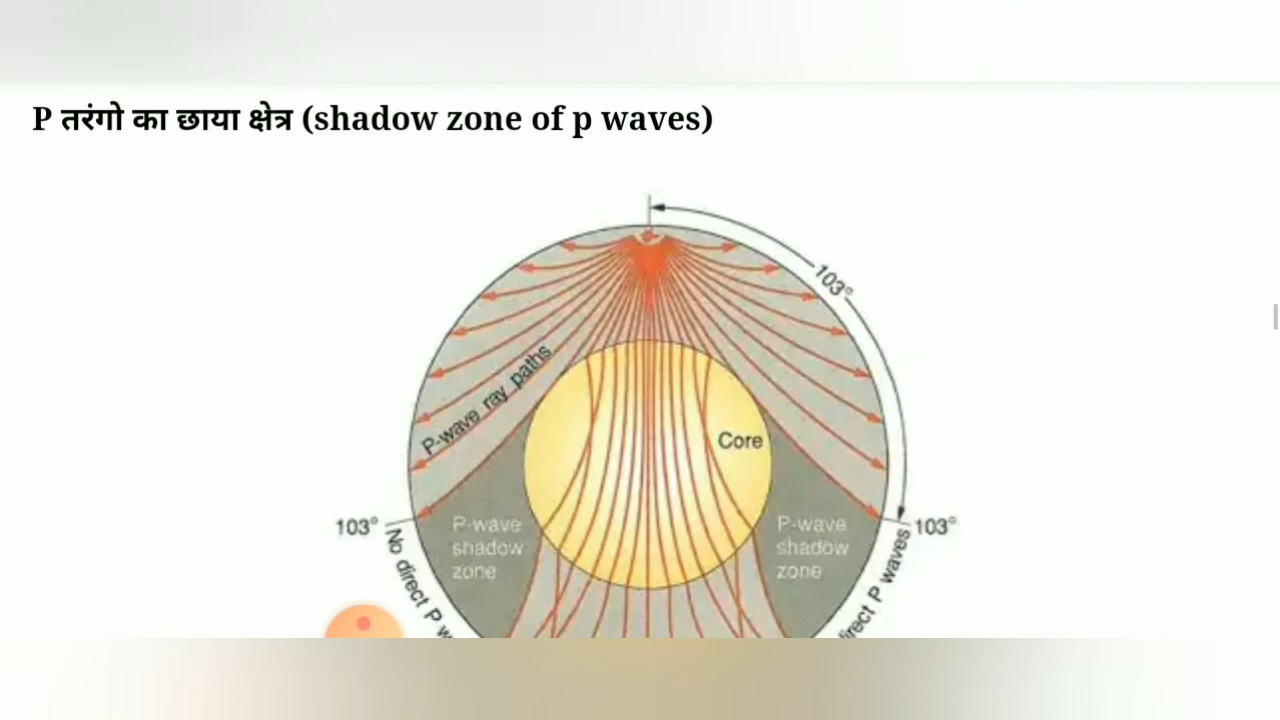 P तरंगो का छाया क्षेत्र (shadow zone of p waves)
103°
P-wave ray paths
Core
103°
P-wave
shadow
zone
P-wave
shadow
zone
103°
No direct P
direct P waves